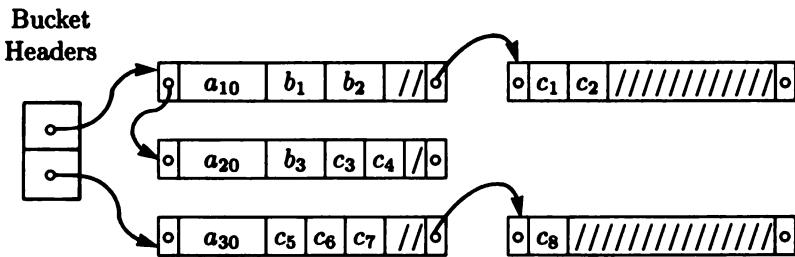 Bucket
Headers
a10 b1 b2 c1 c2
a20 b3 c3 c4
a30 c5 c6 c7 c8